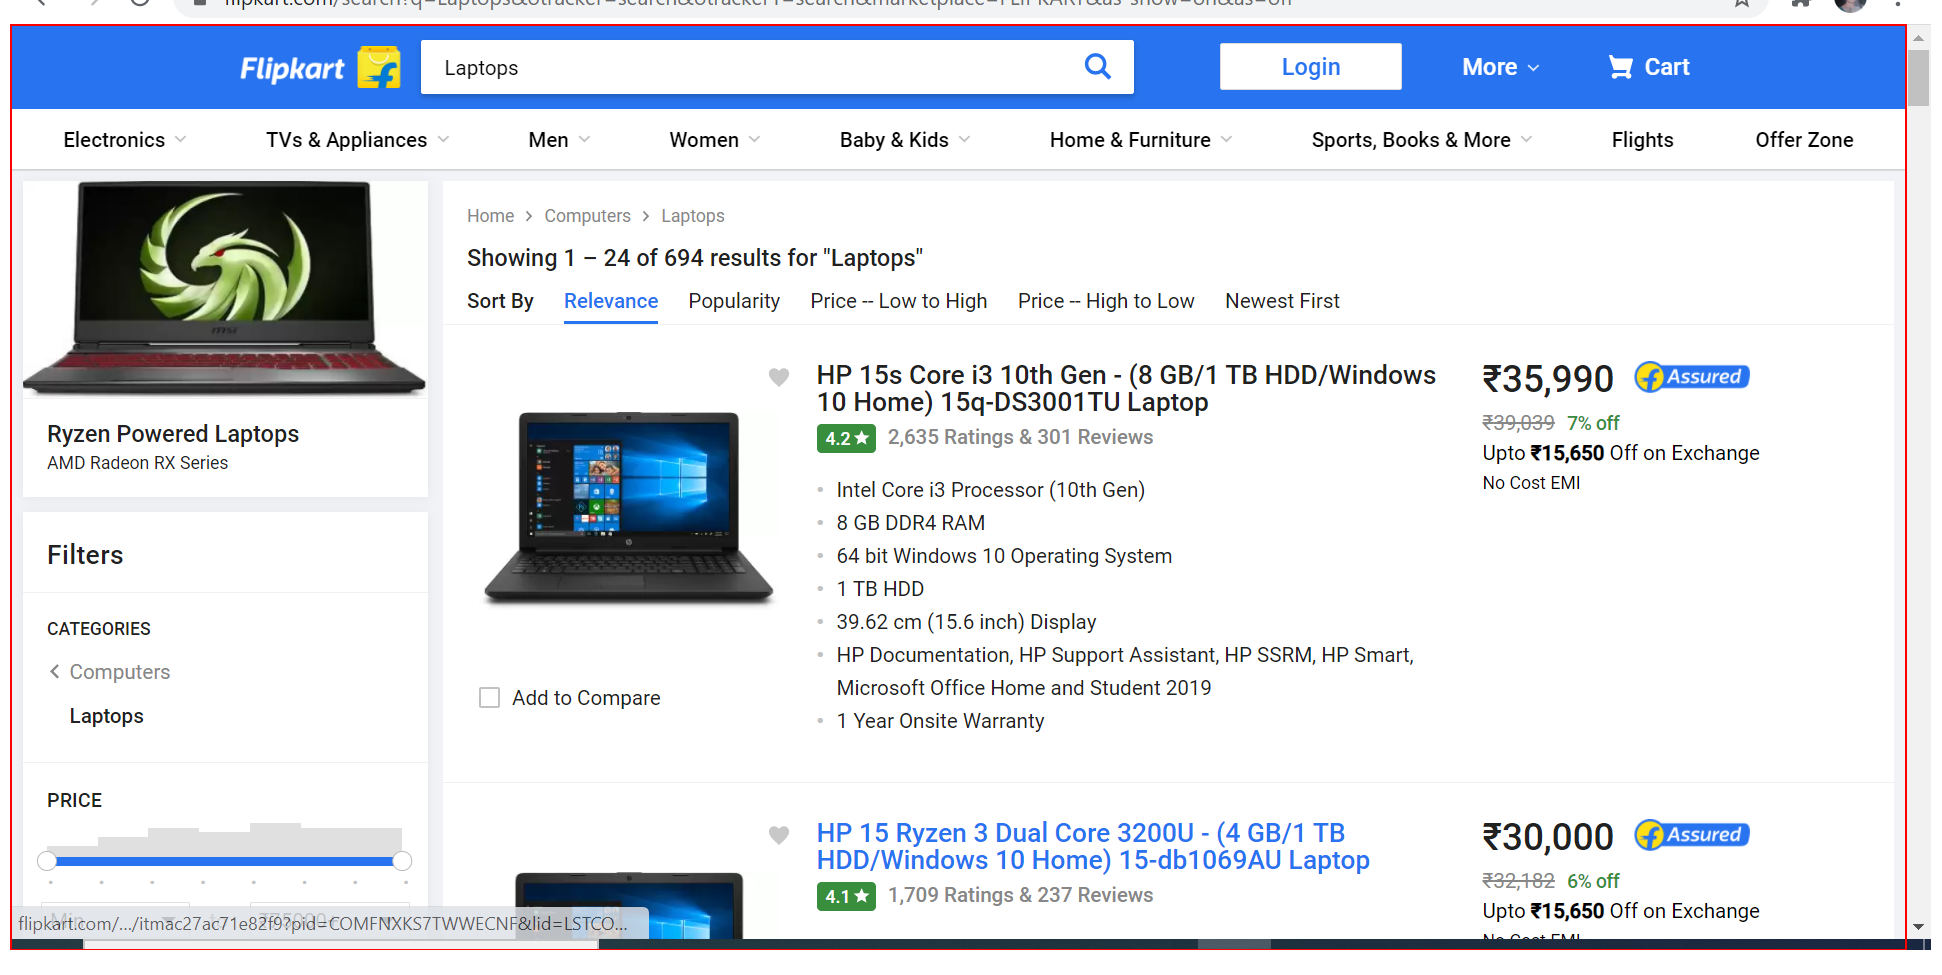 flipkart.com/search?q=Laptops&otracker=search&otracker1=search&marketplace=FLIPKART&as-show=on&as=off
Flipkart
Laptops
Login
More
Cart
Electronics
TVs & Appliances
Men
Women
Baby & Kids
Home & Furniture
Sports, Books & More
Flights
Offer Zone
msi
Ryzen Powered Laptops
AMD Radeon RX Series
Filters
CATEGORIES
Computers
Laptops
PRICE
flipkart.com/.../itmac27ac71e82f9?pid=COMFNXKS7TWWECNF&lid=LSTCO...
Home > Computers > Laptops
Showing 1 – 24 of 694 results for "Laptops"
Sort By Relevance Popularity Price -- Low to High Price -- High to Low Newest First
HP 15s Core i3 10th Gen - (8 GB/1 TB HDD/Windows
10 Home) 15q-DS3001TU Laptop
4.2 ★ 2,635 Ratings & 301 Reviews
• Intel Core i3 Processor (10th Gen)
• 8 GB DDR4 RAM
• 64 bit Windows 10 Operating System
• 1 TB HDD
• 39.62 cm (15.6 inch) Display
• HP Documentation, HP Support Assistant, HP SSRM, HP Smart,
Microsoft Office Home and Student 2019
• 1 Year Onsite Warranty
Add to Compare
₹35,990 Assured
₹39,039 7% off
Upto ₹15,650 Off on Exchange
No Cost EMI
HP 15 Ryzen 3 Dual Core 3200U - (4 GB/1 TB
HDD/Windows 10 Home) 15-db1069AU Laptop
4.1 ★ 1,709 Ratings & 237 Reviews
₹30,000 Assured
₹32,182 6% off
Upto ₹15,650 Off on Exchange
No Cost EMI